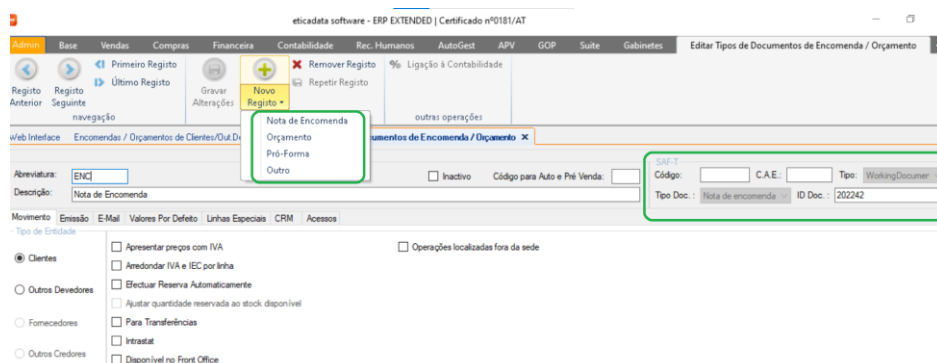 eticadata software - ERP EXTENDED | Certificado nº0181/AT
Admin Base Vendas Compras Financeira Contabilidade Rec. Humanos AutoGest APV GOP Suite Gabinetes Editar Tipos de Documentos de Encomenda / Orçamento
Primeiro Registo Remover Registo Ligação à Contabilidade
Último Registo Repetir Registo
Registo Anterior Registo Seguinte Gravar Alterações Novo Registo
navegação outras operações
Nota de Encomenda
Orçamento
Pró-Forma
Outro
Web Interface Encomendas / Orçamentos de Clientes/Out.De umentos de Encomenda / Orçamento
SAF-T
Abreviatura: ENC Inactivo Código para Auto e Pré Venda: Código: C.A.E.: Tipo: WorkingDocumen
Descrição: Nota de Encomenda Tipo Doc. : Nota de encomenda ID Doc. : 202242
Movimento Emissão E-Mail Valores Por Defeito Linhas Especiais CRM Acessos
Tipo de Entidade
Clientes
Outros Devedores
Fornecedores
Outros Credores
Apresentar preços com IVA Operações localizadas fora da sede
Arredondar IVA e IEC por linha
Efectuar Reserva Automaticamente
Ajustar quantidade reservada ao stock disponível
Para Transferências
Intrastat
Disponível no Front Office